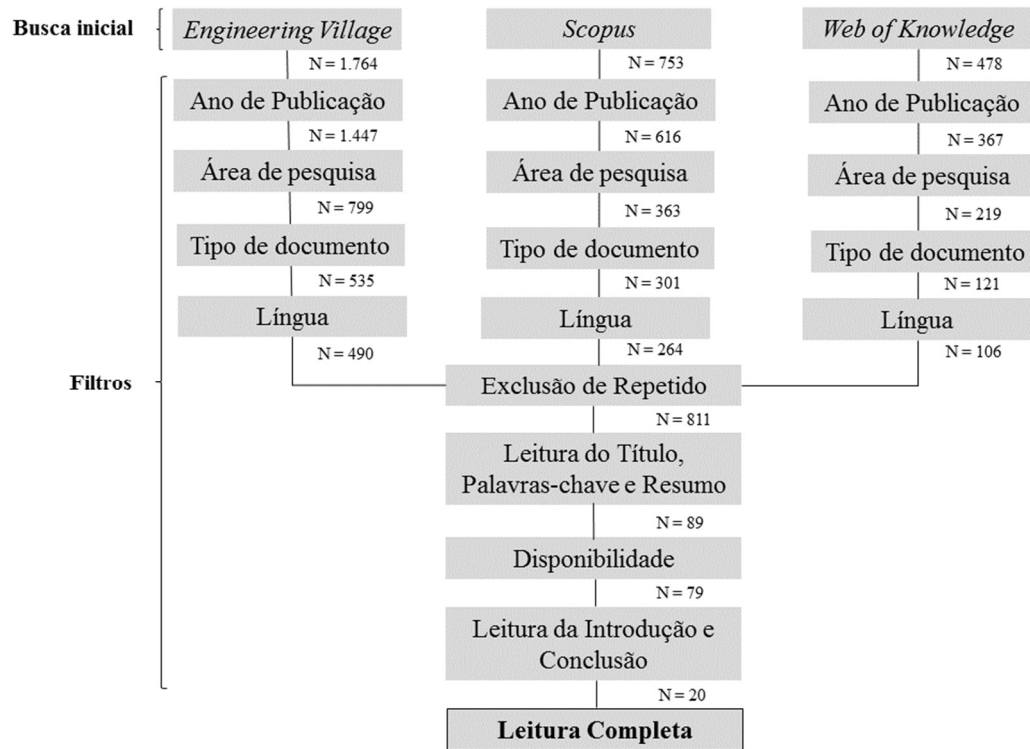 Busca inicial
Engineering Village
Scopus
Web of Knowledge
N = 1.764
N = 753
N = 478
Ano de Publicação
Ano de Publicação
Ano de Publicação
N = 1.447
N = 616
N = 367
Área de pesquisa
Área de pesquisa
Área de pesquisa
N = 799
N = 363
N = 219
Tipo de documento
Tipo de documento
Tipo de documento
N = 535
N = 301
N = 121
Língua
Língua
Língua
N = 490
N = 264
N = 106
Filtros
Exclusão de Repetido
N = 811
Leitura do Título,
Palavras-chave e Resumo
N = 89
Disponibilidade
N = 79
Leitura da Introdução e
Conclusão
N = 20
Leitura Completa